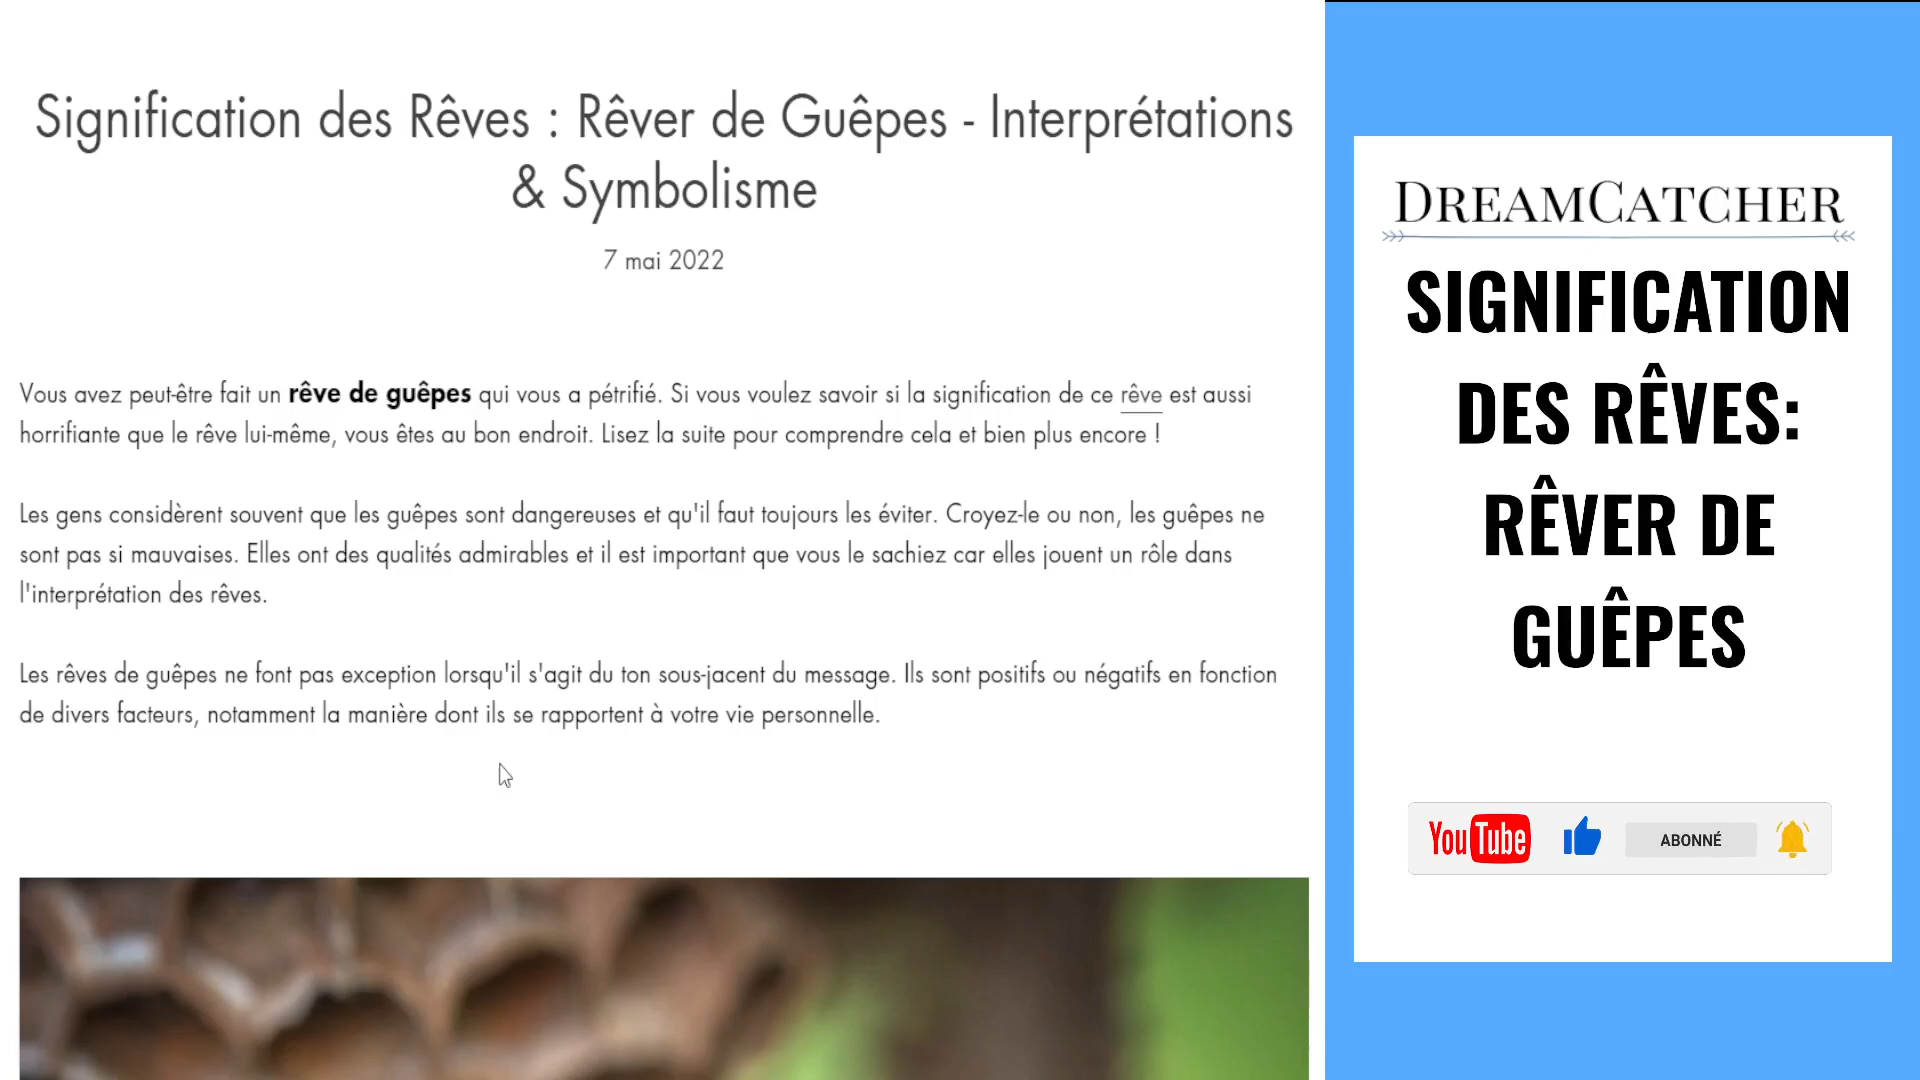 Signification des Rêves : Rêver de Guêpes - Interprétations
& Symbolisme
7 mai 2022
Vous avez peut-être fait un rêve de guêpes qui vous a pétrifié. Si vous voulez savoir si la signification de ce rêve est aussi
horrifiante que le rêve lui-même, vous êtes au bon endroit. Lisez la suite pour comprendre cela et bien plus encore !
Les gens considèrent souvent que les guêpes sont dangereuses et qu'il faut toujours les éviter. Croyez-le ou non, les guêpes ne
sont pas si mauvaises. Elles ont des qualités admirables et il est important que vous le sachiez car elles jouent un rôle dans
l'interprétation des rêves.
Les rêves de guêpes ne font pas exception lorsqu'il s'agit du ton sous-jacent du message. Ils sont positifs ou négatifs en fonction
de divers facteurs, notamment la manière dont ils se rapportent à votre vie personnelle.
DREAMCATCHER
SIGNIFICATION
DES RÊVES:
RÊVER DE
GUÊPES
YouTube
ABONNÉ